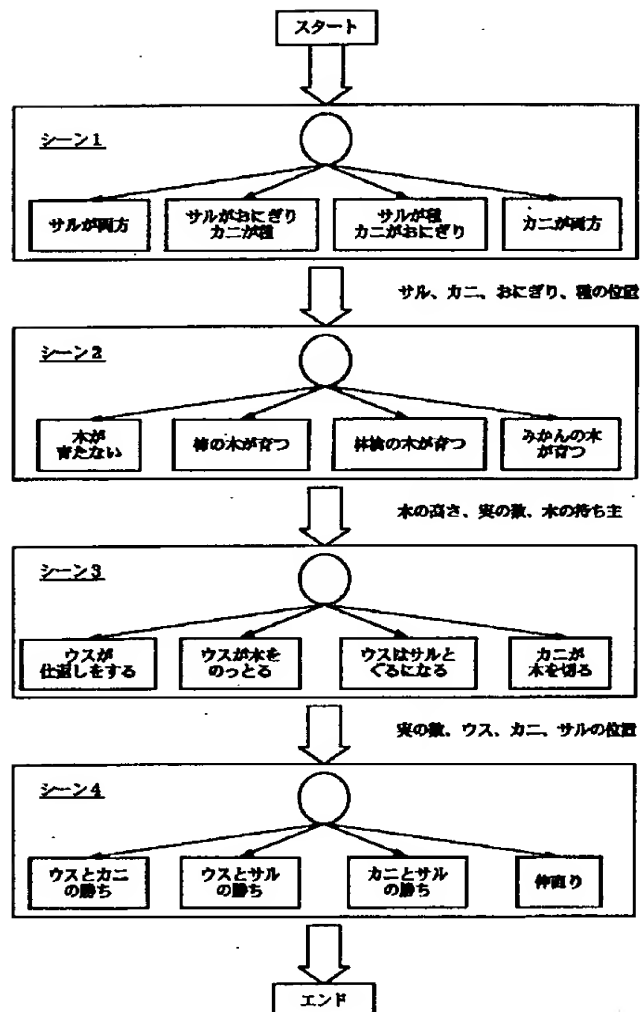 スタート
シーン1
サルが両方
サルがおにぎり
カニが種
サルが種
カニがおにぎり
カニが両方
サル、カニ、おにぎり、種の位置
シーン2
木が
育たない
柿の木が育つ
林檎の木が育つ
みかんの木
が育つ
木の高さ、実の数、木の持ち主
シーン3
ウスが
仕返しをする
ウスが木を
のっとる
ウスはサルと
ぐるになる
カニが
木を切る
実の数、ウス、カニ、サルの位置
シーン4
ウスとカニ
の勝ち
ウスとサル
の勝ち
カニとサル
の勝ち
仲直り
エンド